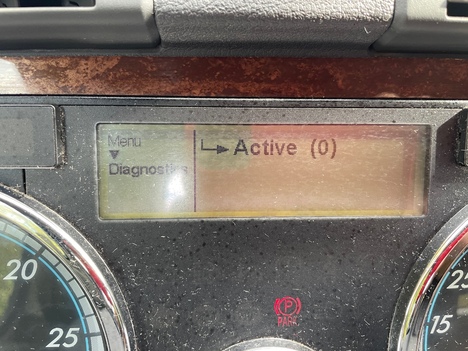 Menu
Active (0)
Diagnostics
20
25
P
PARK
25
15